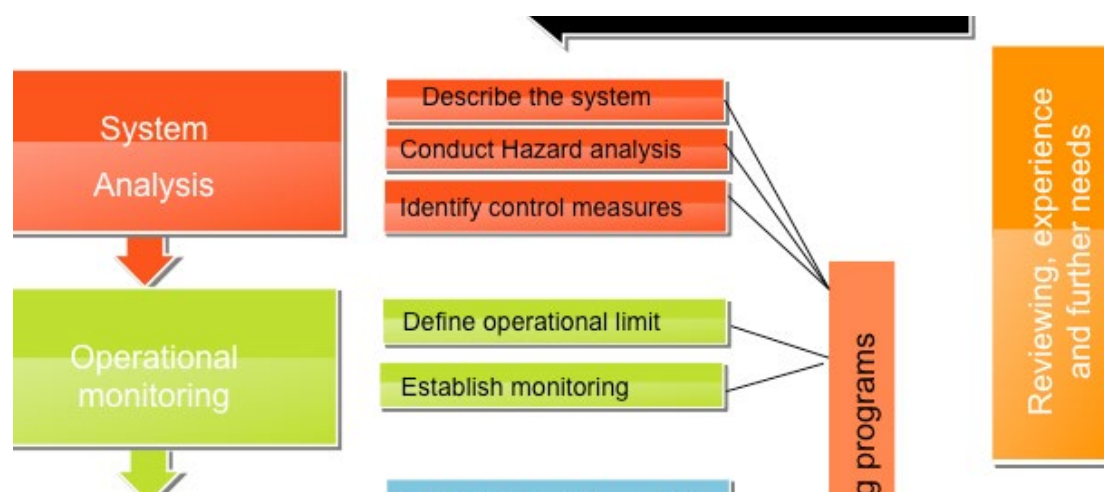 System
Analysis
Describe the system
Conduct Hazard analysis
Identify control measures
Operational
monitoring
Define operational limit
Establish monitoring
programs
Reviewing, experience
and further needs